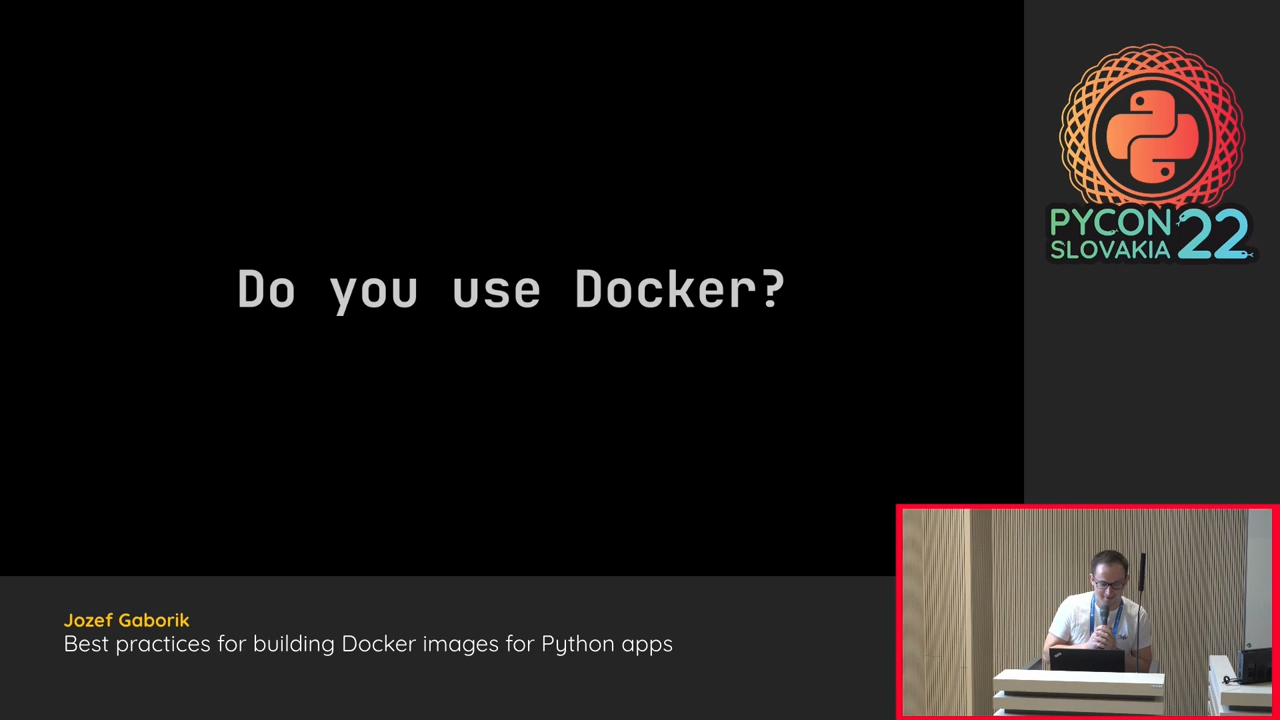 Do you use Docker?
PYCON
SLOVAKIA 22
Jozef Gaborik
Best practices for building Docker images for Python apps